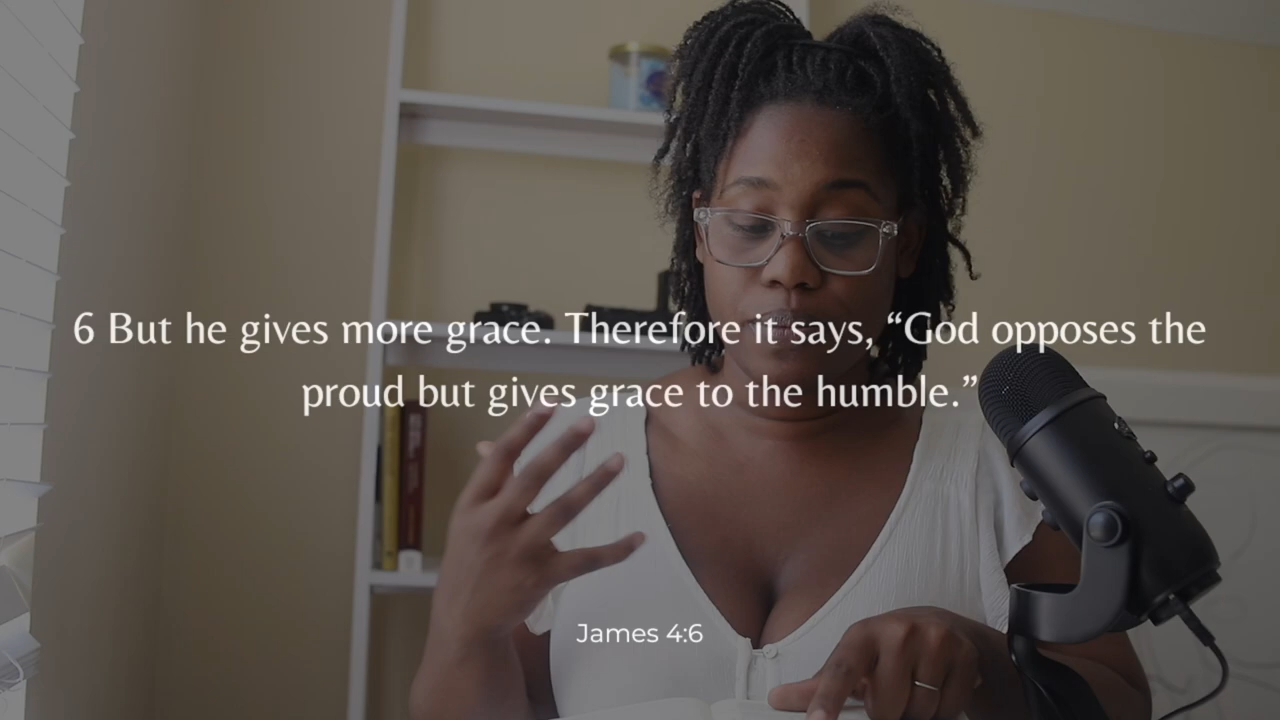 6 But he gives more grace. Therefore it says, “God opposes the
proud but gives grace to the humble.”
James 4:6